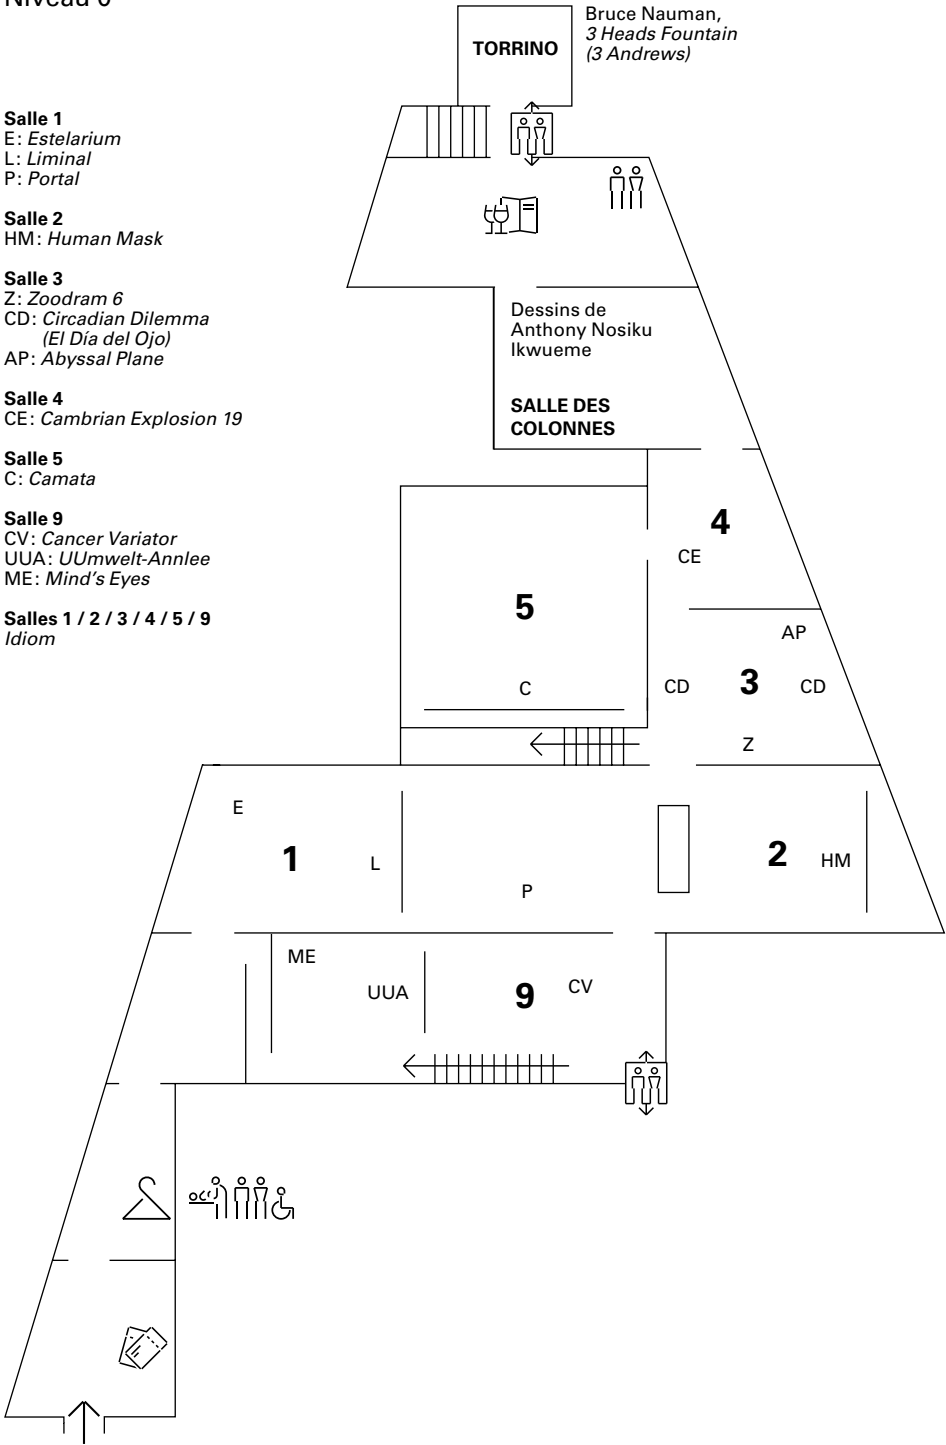 Niveau 0
Salle 1
E: Estelarium
L: Liminal
P: Portal
Salle 2
HM: Human Mask
Salle 3
Z: Zoodram 6
CD: Circadian Dilemma
(El Día del Ojo)
AP: Abyssal Plane
Salle 4
CE: Cambrian Explosion 19
Salle 5
C: Camata
Salle 9
CV: Cancer Variator
UUA: UUmwelt-Annlee
ME: Mind's Eyes
Salles 1 / 2 / 3 / 4 / 5 / 9
Idiom
TORRINO
Bruce Nauman,
3 Heads Fountain
(3 Andrews)
Dessins de
Anthony Nosiku
Ikwueme
SALLE DES
COLONNES
4
CE
5
C
AP
CD
3
CD
Z
E
1
L
P
2
HM
ME
UUA
9
CV